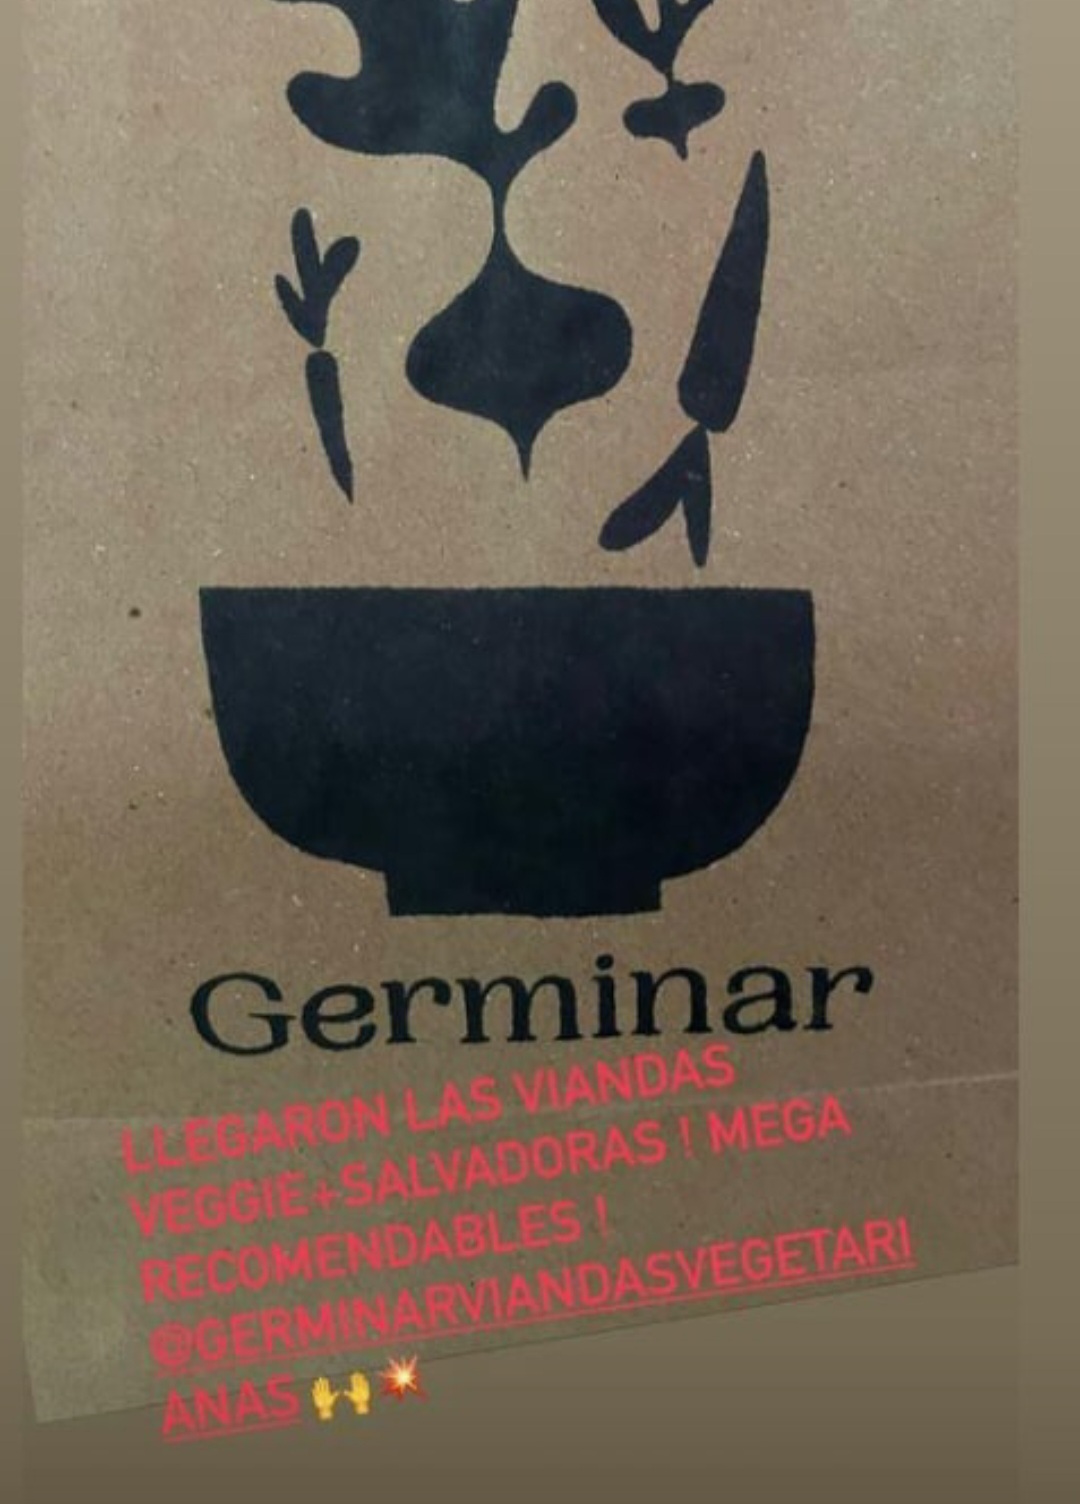 Germinar
LLEGARON LAS VIANDAS
VEGGIE+SALVADORAS ! MEGA
RECOMENDABLES !
@GERMINARVIANDASVEGETARI
ANAS 🙌💥